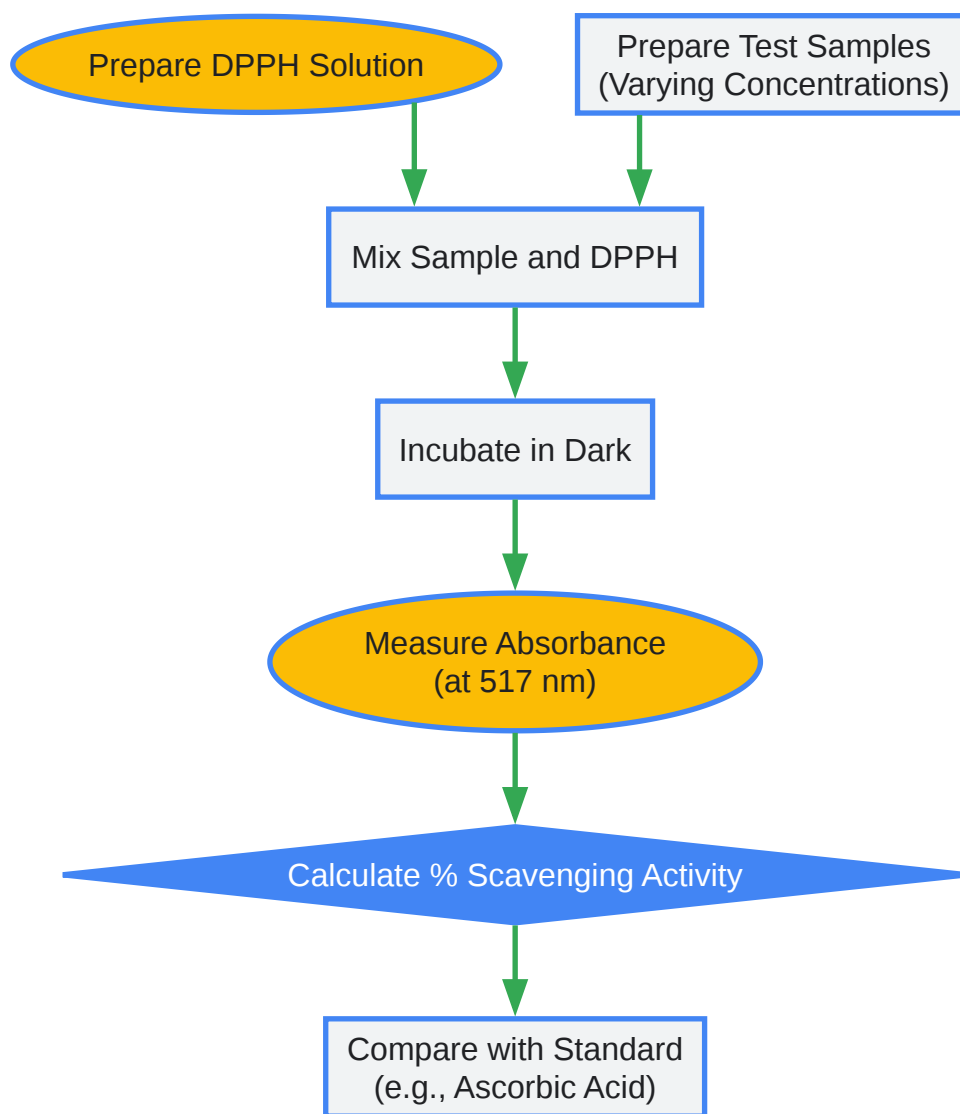 Prepare DPPH Solution
Prepare Test Samples
(Varying Concentrations)
Mix Sample and DPPH
Incubate in Dark
Measure Absorbance
(at 517 nm)
Calculate % Scavenging Activity
Compare with Standard
(e.g., Ascorbic Acid)